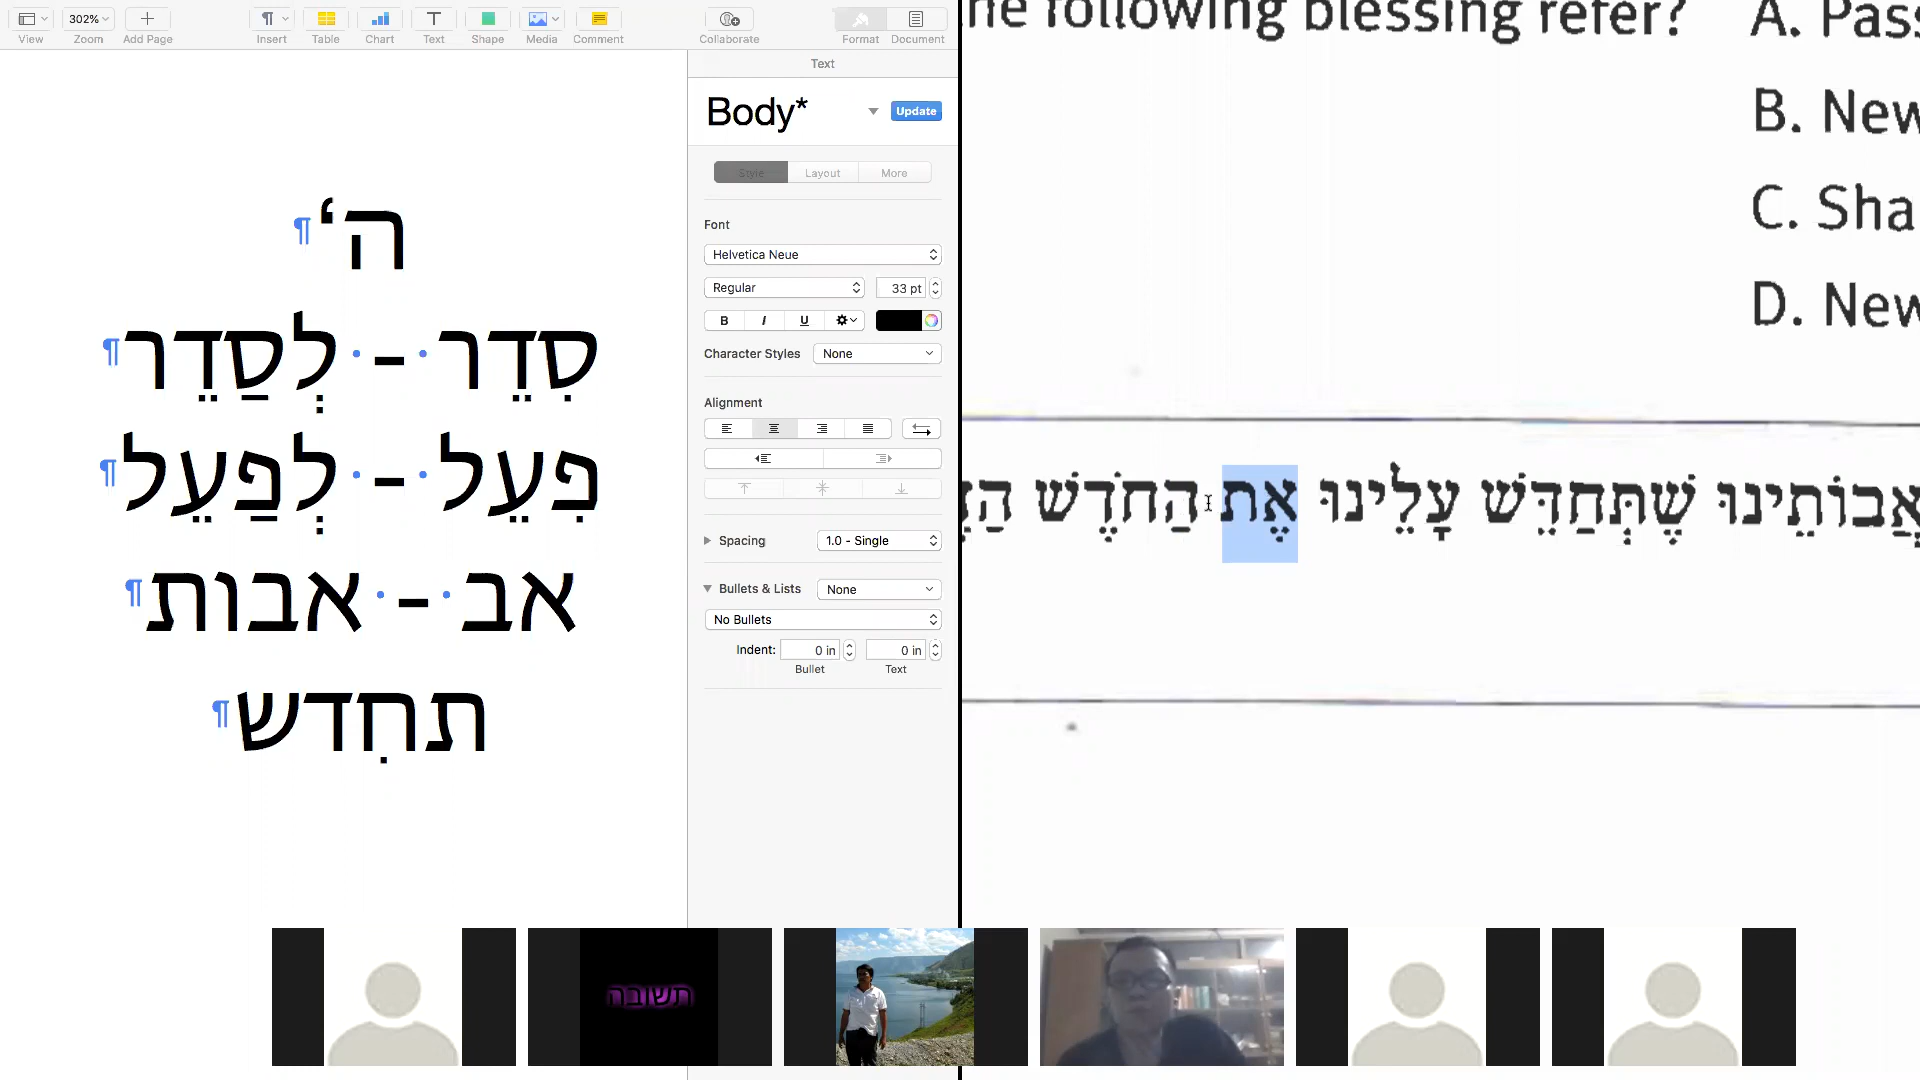 View
302%
Zoom
Add Page
Insert
Table
Chart
Text
Shape
Media
Comment
Collaborate
Format
Document
ה‘¶
סִדֵר · - · לְסַדֵר¶
פִעֵל · - · לְפַעֵל¶
אב · - · אבות¶
תחִדש¶
Text
Body*
Update
Style
Layout
More
Font
Helvetica Neue
Regular
33 pt
B I U
Character Styles
None
Alignment
Spacing
1.0 - Single
Bullets & Lists
None
No Bullets
Indent:
0 in
0 in
Bullet
Text
he following blessing refer?
A. Pass
B. New
C. Sha
D. New
אֲבוֹתֵינוּ שֶׁתְּחַדֵּשׁ עָלֵינוּ אֶת הַחֹדֶשׁ
תשובה